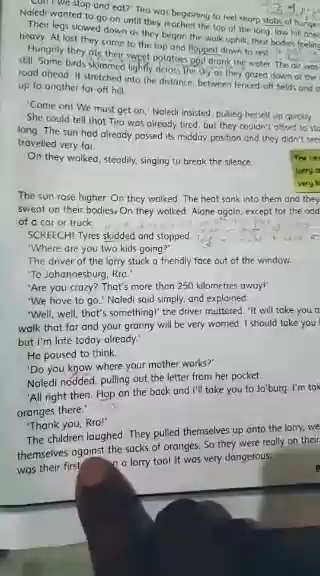 we stop and eat?' Tiro was beginning to feel sharp stabs of hunger
Naledi wanted to go on until they reached the top of the long, low hill
Their legs slowed down as they began the walk uphill, their bodies feeling
heavy. At last they came to the top and flopped down to rest.
Hungrily they ate their sweet potatoes and drank the water. The air was
still. Some birds skimmed lightly across the sky as they gazed down at the
road ahead. It stretched into the distance, between fenced-off fields and
up to another far-off hill.
'Come on! We must get on,' Naledi insisted, pulling herself up quickly.
She could tell that Tiro was already tired, but they couldn't afford to
long. The sun had already passed its midday position and they didn't
travelled very far.
On they walked, steadily, singing to break the silence.
lorry
very
The sun rose higher. On they walked. The heat sank into them and they
sweat on their bodies. On they walked. Alone again, except for the odd
of a car or truck.
SCREECH! Tyres skidded and stopped.
'Where are you two kids going?'
The driver of the lorry stuck a friendly face out of the window.
'To Johannesburg, Rra.'
'Are you crazy? That's more than 250 kilometres away!'
'We have to go,' Naledi said simply, and explained.
'Well, well, that's something!' the driver muttered. 'It will take you a
walk that far and your granny will be very worried. I should take you
but I'm late today already.'
He paused to think.
'Do you know where your mother works?'
Naledi nodded, pulling out the letter from her pocket.
'All right then. Hop on the back and I'll take you to Jo'burg. I'm
oranges there.'
'Thank you, Rra!'
The children laughed. They pulled themselves up onto the lorry,
themselves against the sacks of oranges. So they were really on their
was their first a lorry too! It was very dangerous.